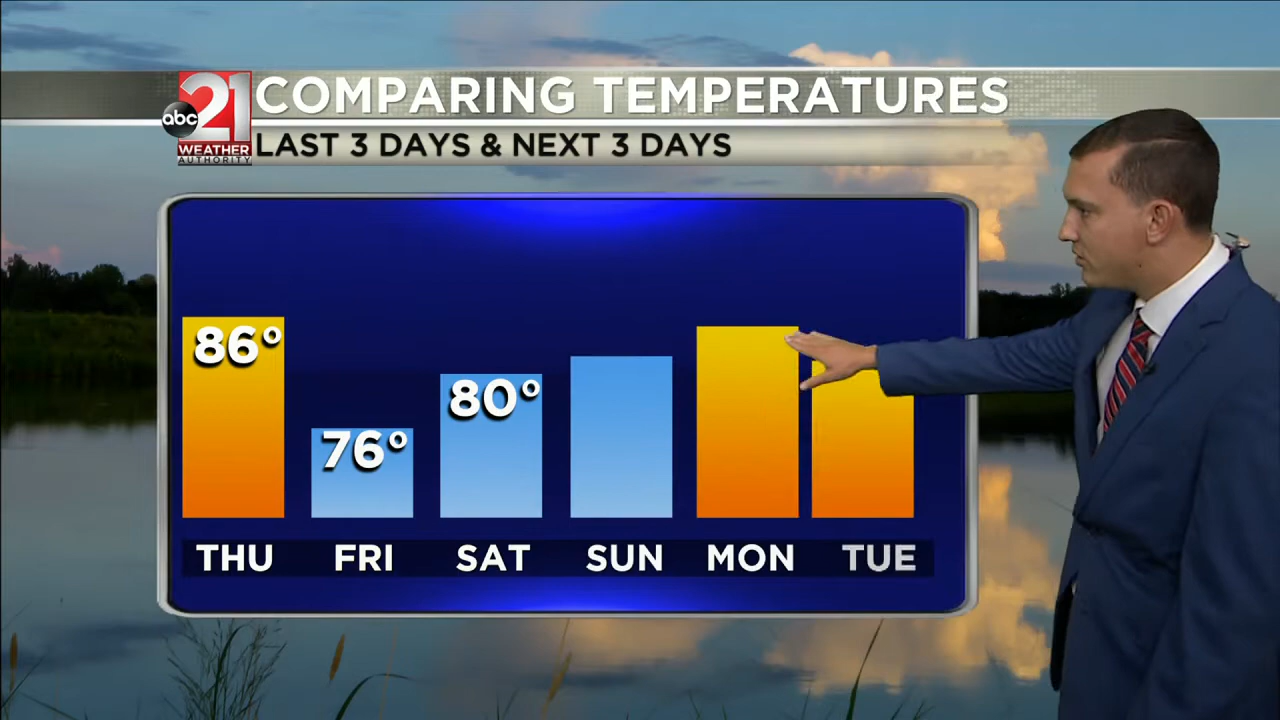 abc
21
WEATHER
AUTHORITY
COMPARING TEMPERATURES
LAST 3 DAYS & NEXT 3 DAYS
86°
76°
80°
THU FRI SAT SUN MON TUE